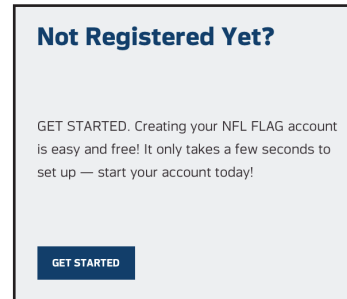 Not Registered Yet?
GET STARTED. Creating your NFL FLAG account
is easy and free! It only takes a few seconds to
set up — start your account today!
GET STARTED